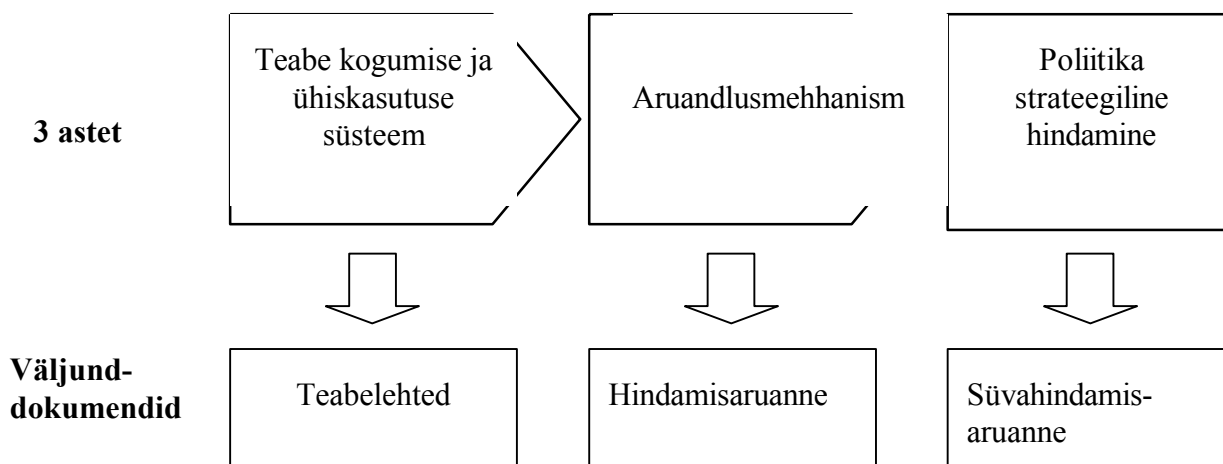 3 astet
Teabe kogumise ja
ühiskasutuse
süsteem
Aruandlusmehhanism
Poliitika
strateegiline
hindamine
Väljund-
dokumendid
Teabelehted
Hindamisaruanne
Süvahindamis-
aruanne